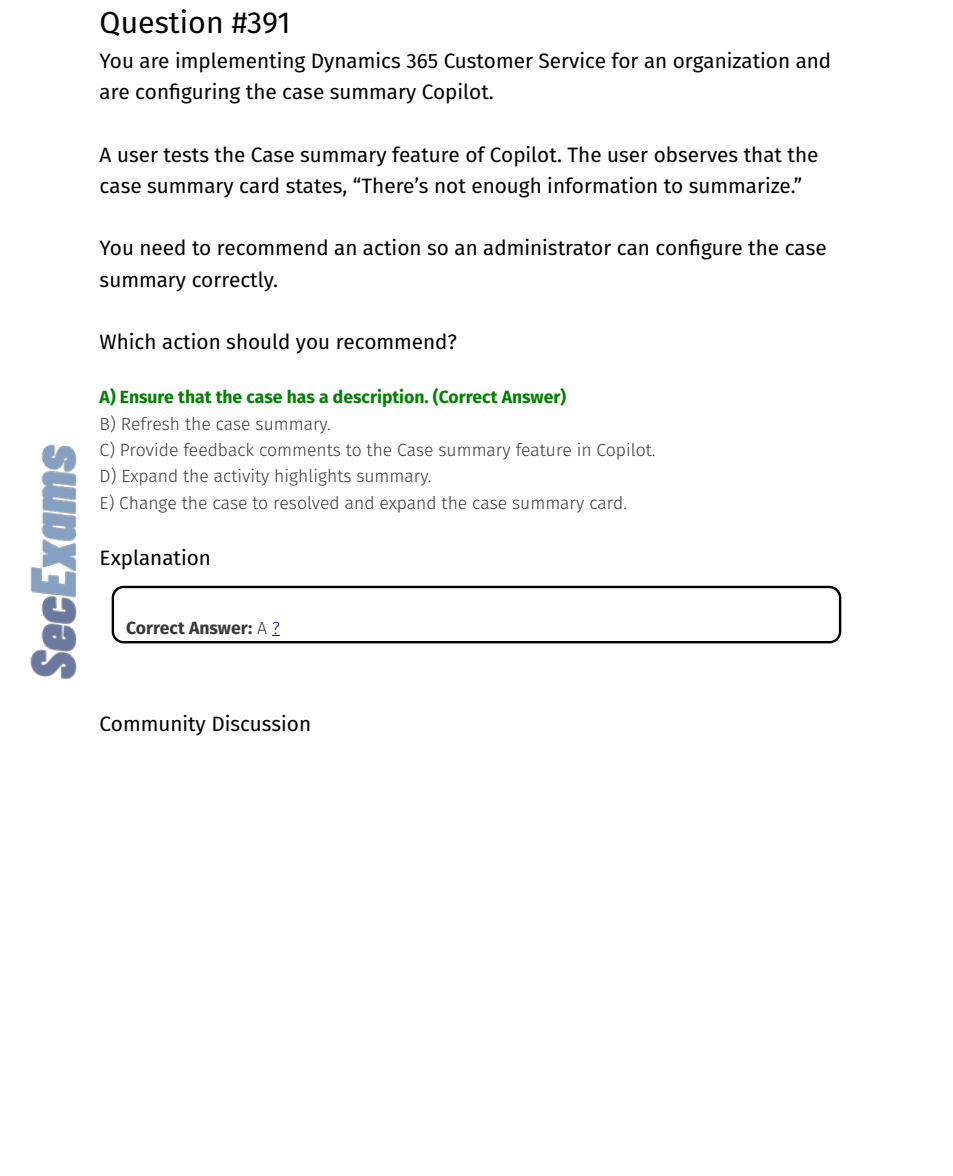 Question #391
You are implementing Dynamics 365 Customer Service for an organization and
are configuring the case summary Copilot.
A user tests the Case summary feature of Copilot. The user observes that the
case summary card states, “There’s not enough information to summarize.”
You need to recommend an action so an administrator can configure the case
summary correctly.
Which action should you recommend?
A) Ensure that the case has a description. (Correct Answer)
B) Refresh the case summary.
C) Provide feedback comments to the Case summary feature in Copilot.
D) Expand the activity highlights summary.
E) Change the case to resolved and expand the case summary card.
SecExams
Explanation
Correct Answer: A ?
Community Discussion